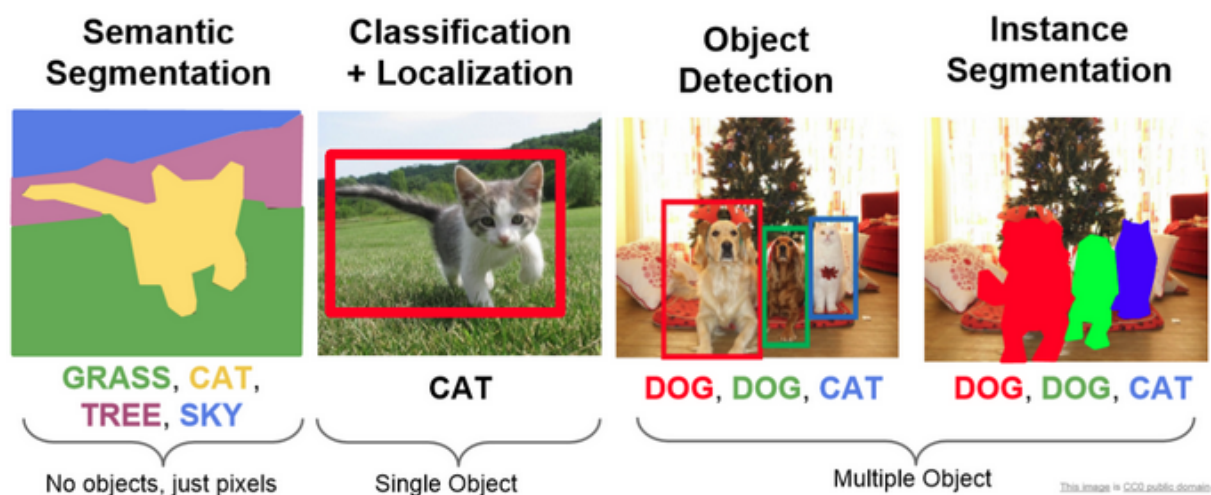 Semantic
Segmentation
Classification
+ Localization
Object
Detection
Instance
Segmentation
GRASS, CAT,
TREE, SKY
CAT
DOG, DOG, CAT
DOG, DOG, CAT
No objects, just pixels
Single Object
Multiple Object
This image is CC0 public domain